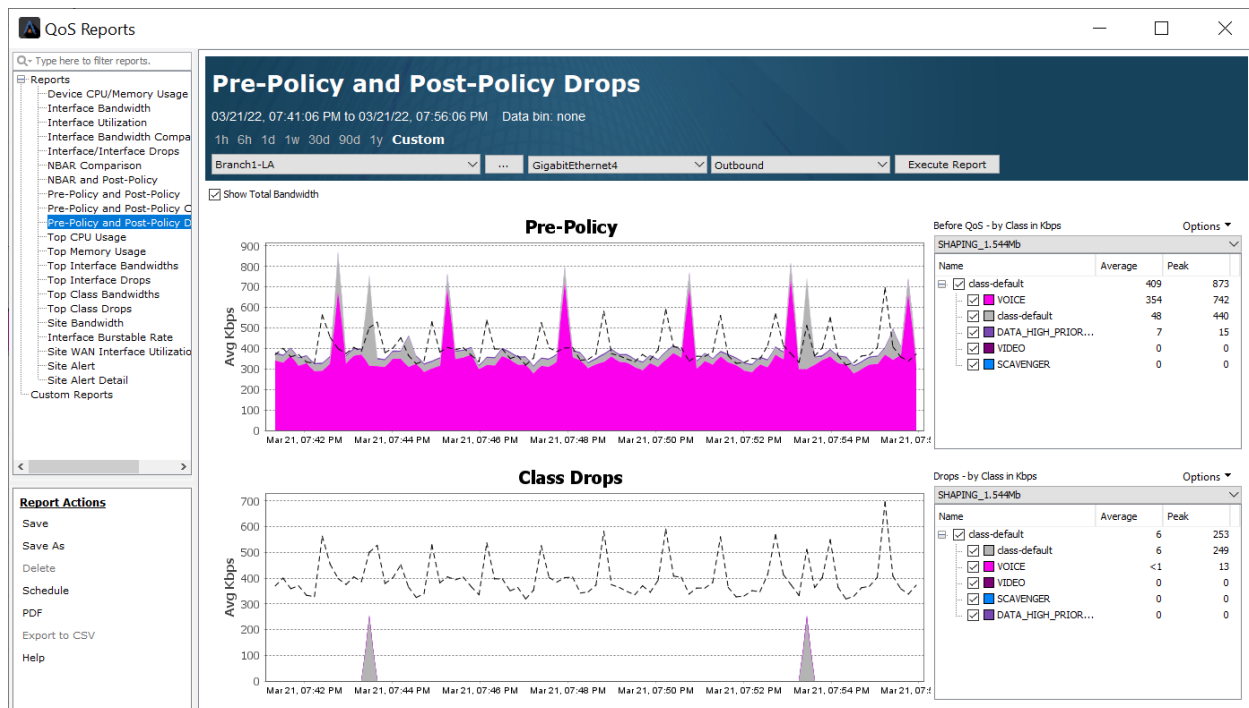 QoS Reports
Type here to filter reports.
Reports
Device CPU/Memory Usage
Interface Bandwidth
Interface Utilization
Interface Bandwidth Compa
Interface/Interface Drops
NBAR Comparison
NBAR and Post-Policy
Pre-Policy and Post-Policy
Pre-Policy and Post-Policy C
Pre-Policy and Post-Policy D
Top CPU Usage
Top Memory Usage
Top Interface Bandwidths
Top Interface Drops
Top Class Bandwidths
Top Class Drops
Site Bandwidth
Interface Burstable Rate
Site WAN Interface Utilizatio
Site Alert
Site Alert Detail
Custom Reports
Report Actions
Save
Save As
Delete
Schedule
PDF
Export to CSV
Help
Pre-Policy and Post-Policy Drops
03/21/22, 07:41:06 PM to 03/21/22, 07:56:06 PM Data bin: none
1h 6h 1d 1w 30d 90d 1y Custom
Branch1-LA ... GigabitEthernet4 Outbound Execute Report
Show Total Bandwidth
Pre-Policy
Avg Kbps
900
800
700
600
500
400
300
200
100
0
Mar 21, 07:42 PM Mar 21, 07:44 PM Mar 21, 07:46 PM Mar 21, 07:48 PM Mar 21, 07:50 PM Mar 21, 07:52 PM Mar 21, 07:54 PM Mar 21, 07:5
Before QoS - by Class in Kbps Options
SHAPING_1.544Mb
Name Average Peak
class-default 409 873
VOICE 354 742
class-default 48 440
DATA_HIGH_PRIOR... 7 15
VIDEO 0 0
SCAVENGER 0 0
Class Drops
Avg Kbps
700
600
500
400
300
200
100
0
Mar 21, 07:42 PM Mar 21, 07:44 PM Mar 21, 07:46 PM Mar 21, 07:48 PM Mar 21, 07:50 PM Mar 21, 07:52 PM Mar 21, 07:54 PM Mar 21, 07:5
Drops - by Class in Kbps Options
SHAPING_1.544Mb
Name Average Peak
class-default 6 253
class-default 6 249
VOICE <1 13
VIDEO 0 0
SCAVENGER 0 0
DATA_HIGH_PRIOR... 0 0